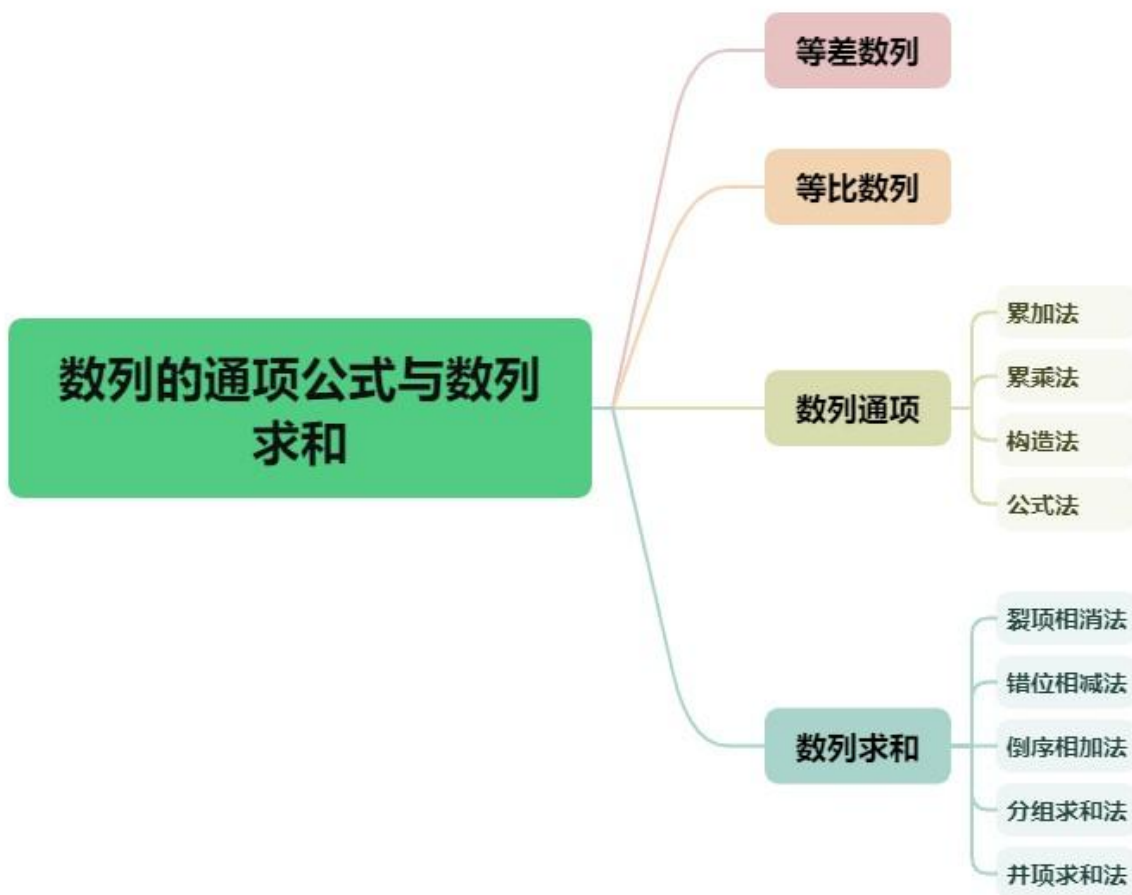 数列的通项公式与数列
求和
等差数列
等比数列
数列通项
累加法
累乘法
构造法
公式法
数列求和
裂项相消法
错位相减法
倒序相加法
分组求和法
并项求和法